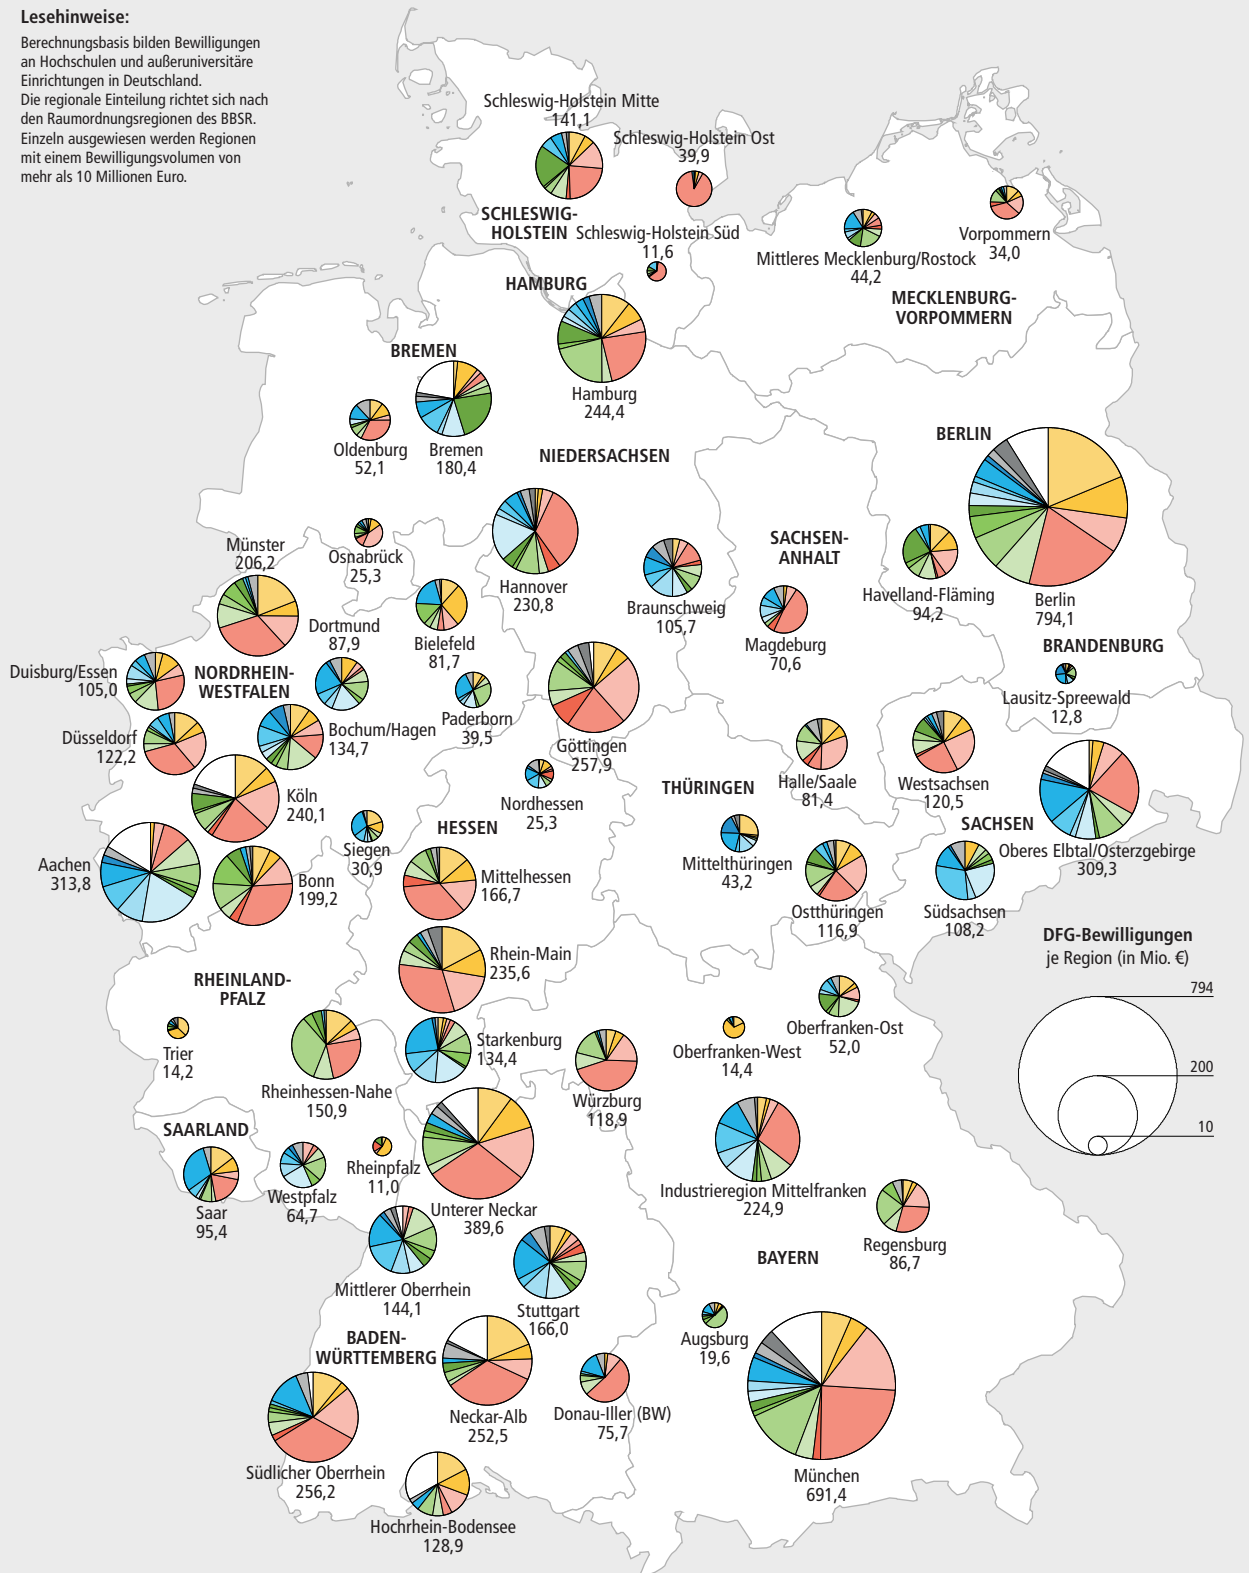 Lesehinweise:
Berechnungsbasis bilden Bewilligungen
an Hochschulen und außeruniversitäre
Einrichtungen in Deutschland.
Die regionale Einteilung richtet sich nach
den Raumordnungsregionen des BBSR.
Einzeln ausgewiesen werden Regionen
mit einem Bewilligungsvolumen von
mehr als 10 Millionen Euro.
Schleswig-Holstein Mitte
141,1
Schleswig-Holstein Ost
39,9
SCHLESWIG-
HOLSTEIN
Schleswig-Holstein Süd
11,6
Mittleres Mecklenburg/Rostock
44,2
Vorpommern
34,0
MECKLENBURG-
VORPOMMERN
HAMBURG
Hamburg
244,4
BREMEN
Oldenburg
52,1
Bremen
180,4
NIEDERSACHSEN
BERLIN
Berlin
794,1
Osnabrück
25,3
Hannover
230,8
Braunschweig
105,7
SACHSEN-
ANHALT
Magdeburg
70,6
Havelland-Fläming
94,2
BRANDENBURG
Lausitz-Spreewald
12,8
Münster
206,2
Dortmund
87,9
Bielefeld
81,7
Duisburg/Essen
105,0
NORDRHEIN-
WESTFALEN
Paderborn
39,5
Göttingen
257,9
Düsseldorf
122,2
Bochum/Hagen
134,7
Köln
240,1
Nordhessen
25,3
THÜRINGEN
Halle/Saale
81,4
Westsachsen
120,5
SACHSEN
Oberes Elbtal/Osterzgebirge
309,3
Siegen
30,9
HESSEN
Aachen
313,8
Bonn
199,2
Mittelhessen
166,7
Mittelthüringen
43,2
Ostthüringen
116,9
Südsachsen
108,2
DFG-Bewilligungen
je Region (in Mio. €)
794
200
10
Rhein-Main
235,6
RHEINLAND-
PFALZ
Trier
14,2
Rheinhessen-Nahe
150,9
Starkenburg
134,4
Würzburg
118,9
Oberfranken-West
14,4
Oberfranken-Ost
52,0
SAARLAND
Saar
95,4
Westpfalz
64,7
Rheinpfalz
11,0
Unterer Neckar
389,6
Industrieregion Mittelfranken
224,9
Regensburg
86,7
BAYERN
Mittlerer Oberrhein
144,1
Stuttgart
166,0
BADEN-
WÜRTTEMBERG
Augsburg
19,6
Neckar-Alb
252,5
Donau-Iller (BW)
75,7
Südlicher Oberrhein
256,2
München
691,4
Hochrhein-Bodensee
128,9